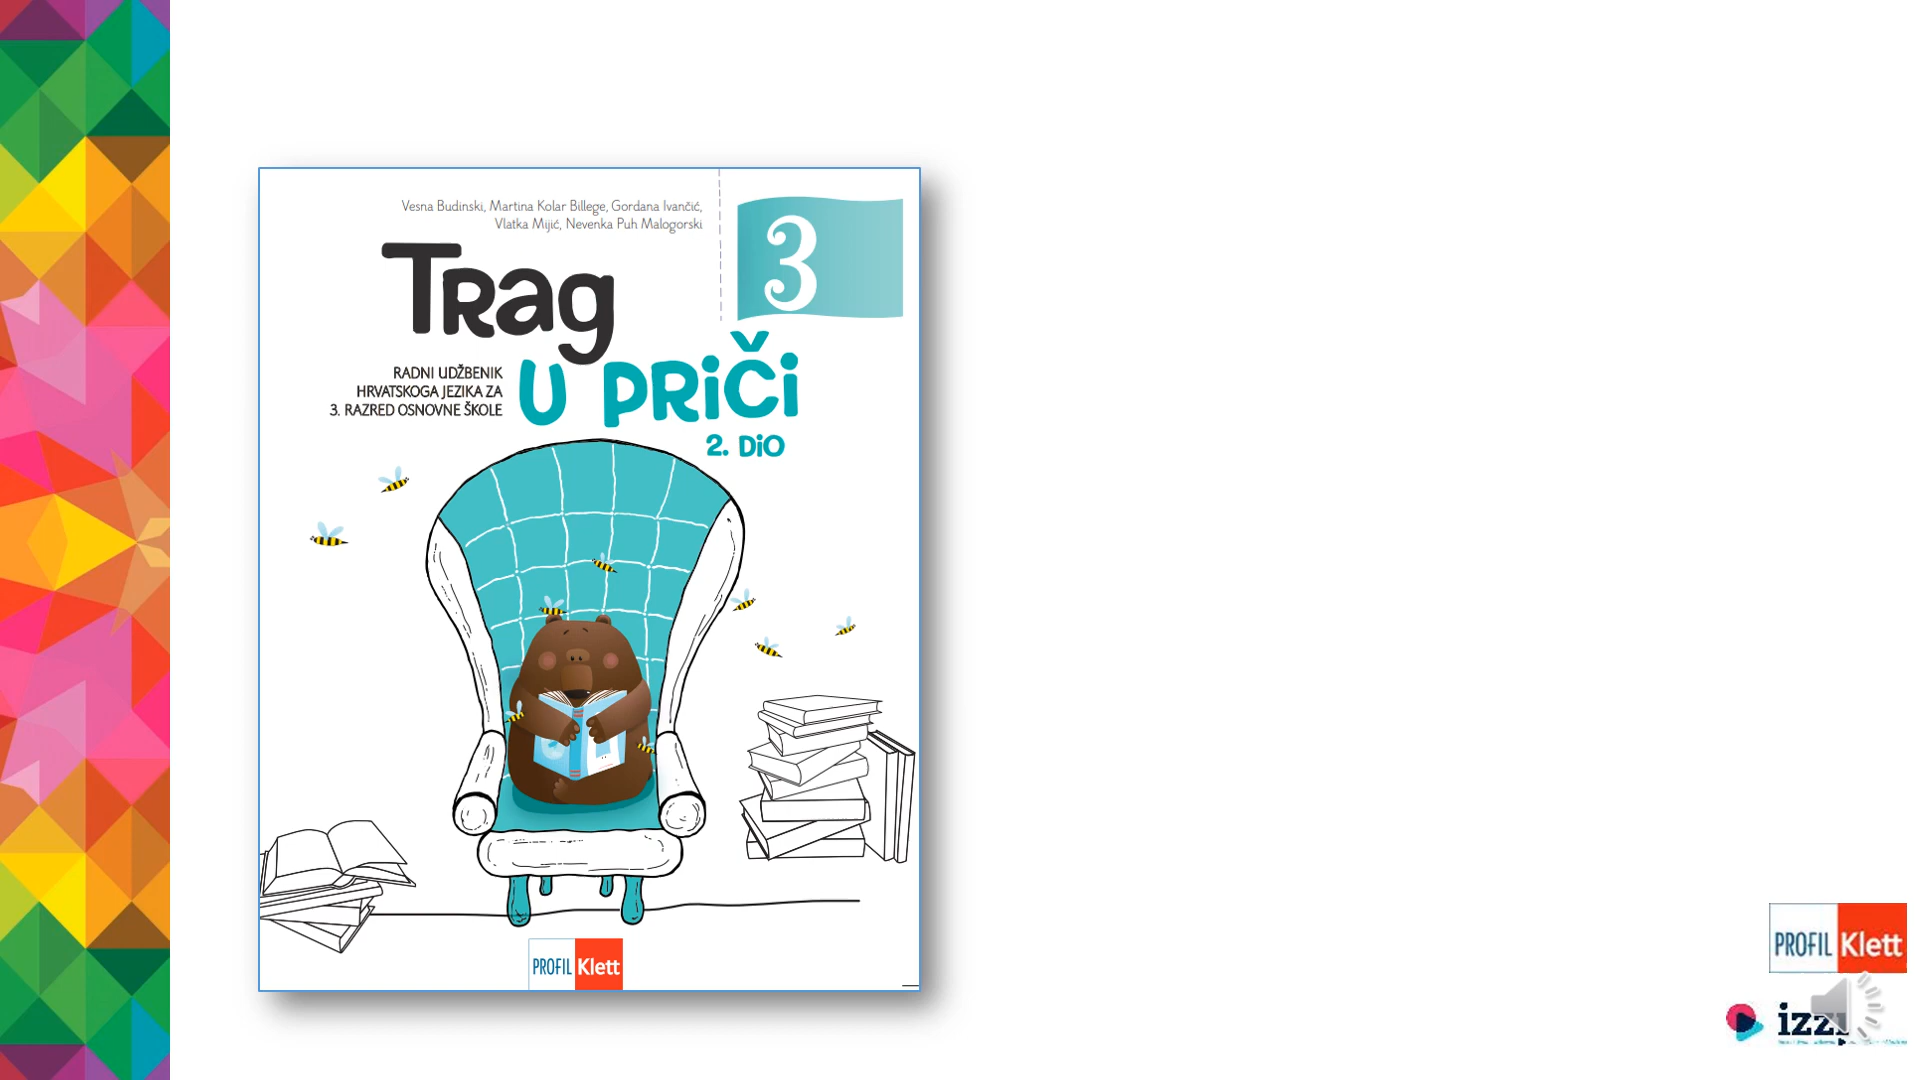 Vesna Budinski, Martina Kolar Billege, Gordana Ivančić,
Vlatka Mijić, Nevenka Puh Malogorski
3
Trag
u priči
RADNI UDŽBENIK
HRVATSKOGA JEZIKA ZA
3. RAZRED OSNOVNE ŠKOLE
2. DiO
PROFIL Klett
PROFIL Klett
izzi